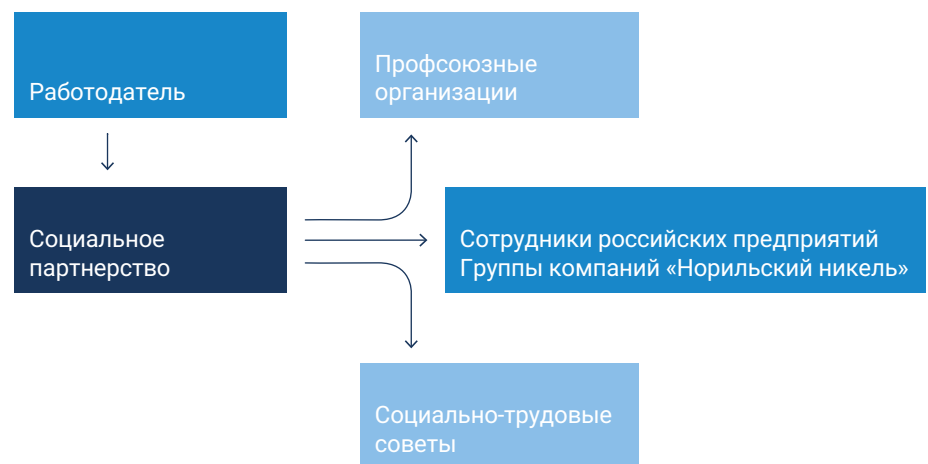 Работодатель
Профсоюзные
организации
Социальное
партнерство
Сотрудники российских предприятий
Группы компаний «Норильский никель»
Социально-трудовые
советы